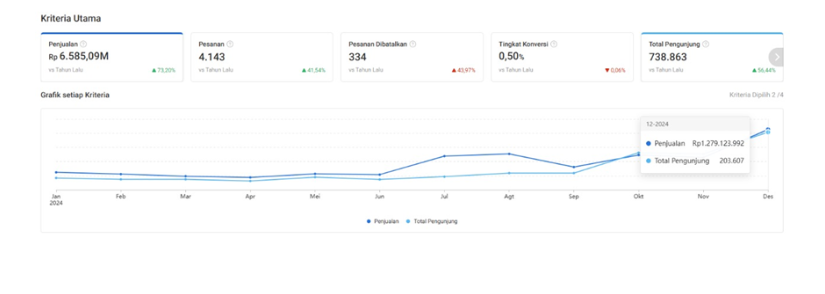 Kriteria Utama
Penjualan
Rp 6.585,09M
vs Tahun Lalu ▲ 73,20%
Pesanan
4.143
vs Tahun Lalu ▲ 41,54%
Pesanan Dibatalkan
334
vs Tahun Lalu ▲ 43,97%
Tingkat Konversi
0,50%
vs Tahun Lalu ▼ 0,06%
Total Pengunjung
738.863
vs Tahun Lalu ▲ 56,44%
Grafik setiap Kriteria
Kriteria Dipilih 2 /4
12-2024
Penjualan Rp1.279.123.992
Total Pengunjung 203.607
Jan Feb Mar Apr Mei Jun Jul Agt Sep Okt Nov Des
2024
Penjualan Total Pengunjung